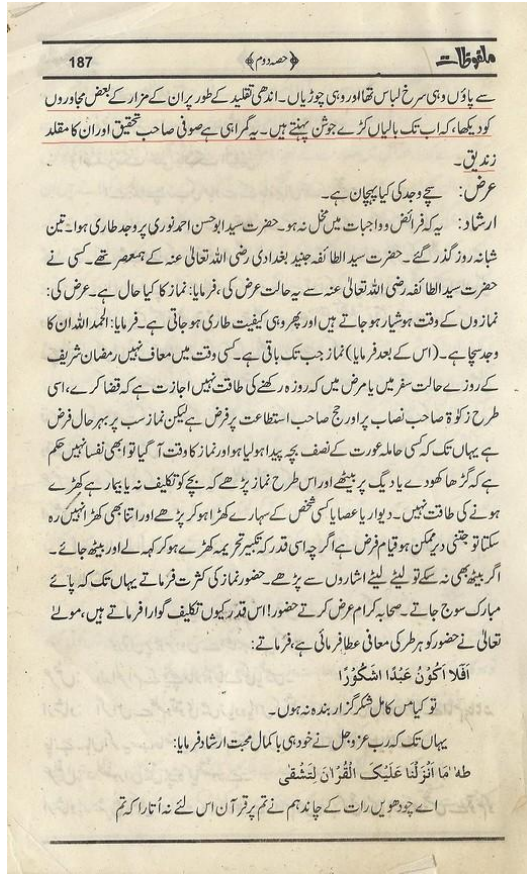 ملفوظات ﴿حصہ دوم﴾ 187
سے پاؤں وہی سرخ لباس تھا اور وہی چوڑیاں۔ اندھی تقلید کے طور پر ان کے مزار کے بعض مجاوروں
کو دیکھا، کہ اب تک بالیاں کڑے جوشن پہنتے ہیں۔ یہ گمراہی ہے صوفی صاحب تحقیق اور ان کا مقلد
زندیق۔
عرض: سچے وجد کی کیا پہچان ہے۔
ارشاد: یہ کہ فرائض و واجبات میں مخل نہ ہو۔ حضرت سید ابو حسن احمد نوری پر وجد طاری ہوا۔ تین
شبانہ روز گذر گئے۔ حضرت سید الطائفہ جنید بغدادی رضی اللہ تعالیٰ عنہ کے ہمعصر تھے۔ کسی نے
حضرت سید الطائفہ رضی اللہ تعالیٰ عنہ سے یہ حالت عرض کی، فرمایا: نماز کا کیا حال ہے۔ عرض کی:
نمازوں کے وقت ہوشیار ہو جاتے ہیں اور پھر وہی کیفیت طاری ہو جاتی ہے۔ فرمایا: الحمد اللہ ان کا
وجد سچا ہے۔ (اس کے بعد فرمایا) نماز جب تک باقی ہے۔ کسی وقت میں معاف نہیں رمضان شریف
کے روزے حالت سفر میں یا مرض میں کہ روزہ رکھنے کی طاقت نہیں اجازت ہے کہ قضا کرے، اسی
طرح زکوٰۃ صاحب نصاب پر اور حج صاحب استطاعت پر فرض ہے لیکن نماز سب پر بہر حال فرض
ہے یہاں تک کہ کسی حاملہ عورت کے نصف بچہ پیدا ہو لیا ہو اور نماز کا وقت آ گیا تو ابھی نفسا نہیں حکم
ہے کہ گڑھا کھودے یا دیگ پر بیٹھے اور اس طرح نماز پڑھے کہ بچے کو تکلیف نہ یا بیمار ہے کھڑے
ہونے کی طاقت نہیں۔ دیوار یا عصا یا کسی شخص کے سہارے کھڑا ہو کر پڑھے اور اتنا بھی کھڑا نہیں رہ
سکتا تو جتنی دیر ممکن ہو قیام فرض ہے اگر چہ اسی قدر کہ تکبیر تحریمہ کھڑے ہو کر کہہ لے اور بیٹھ جائے۔
اگر بیٹھ بھی نہ سکے تو لیٹے لیٹے اشاروں سے پڑھے۔ حضور نماز کی کثرت فرماتے یہاں تک کہ پائے
مبارک سوج جاتے۔ صحابہ کرام عرض کرتے حضور! اس قدر کیوں تکلیف گوارا فرماتے ہیں، مولےٰ
تعالیٰ نے حضور کو ہر طرح کی معافی عطا فرمائی ہے، فرماتے:
اَفَلا اَكُوْنُ عَبْدًا اشَكُوْرًا
تو کیا میں کامل شکر گزار بندہ نہ ہوں۔
یہاں تک کہ رب عزوجل نے خود ہی با کمال محبت ارشاد فرمایا:
طه مَا اَنْزَلْنَا عَلَيْكَ الْقُرْاٰنَ لِتَشْقٰى
اے چودھویں رات کے چاند ہم نے تم پر قرآن اس لئے نہ اُتارا کہ تم